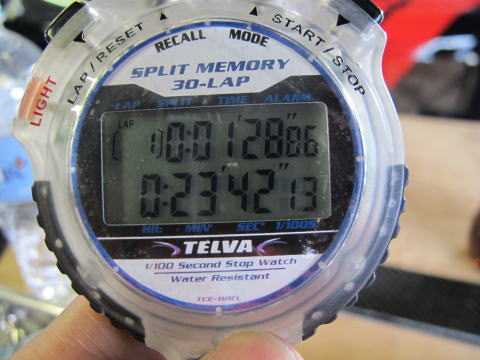 RECALL MODE
LAP/RESET START/STOP
LIGHT
SPLIT MEMORY
30-LAP
LAP SPLIT TIME ALARM
LAP
0:01'28"86
0:23'42"13
HR: MIN' SEC" 1/100S
TELVA
1/100 Second Stop Watch
Water Resistant